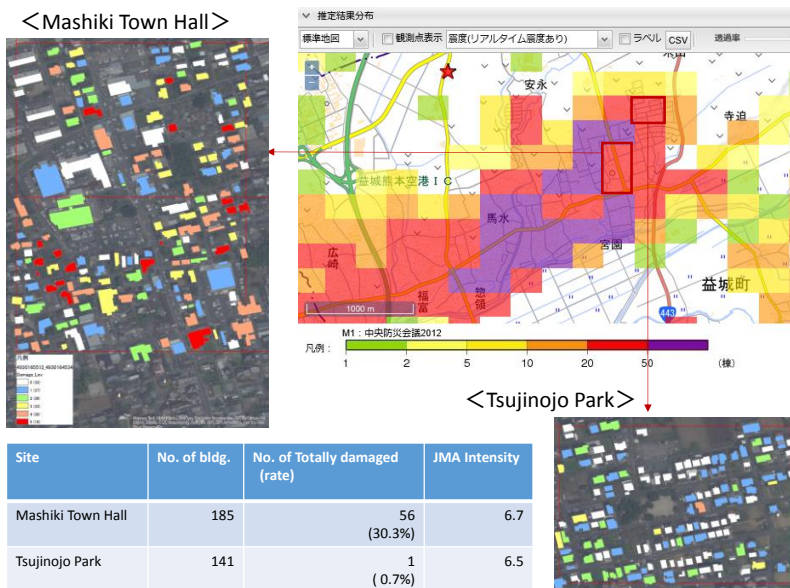 <Mashiki Town Hall>
推定結果分布
標準地図
観測点表示
震度(リアルタイム震度あり)
ラベル
CSV
透過率
+
−
安永
寺迫
益城熊本空港IC
馬水
宮園
広崎
福富
惣領
益城町
443
1000 m
M1:中央防災会議2012
凡例:
1 2 5 10 20 50 (棟)
凡例
<Tsujinojo Park>
Site No. of bldg. No. of Totally damaged (rate) JMA Intensity
Mashiki Town Hall 185 56 (30.3%) 6.7
Tsujinojo Park 141 1 ( 0.7%) 6.5